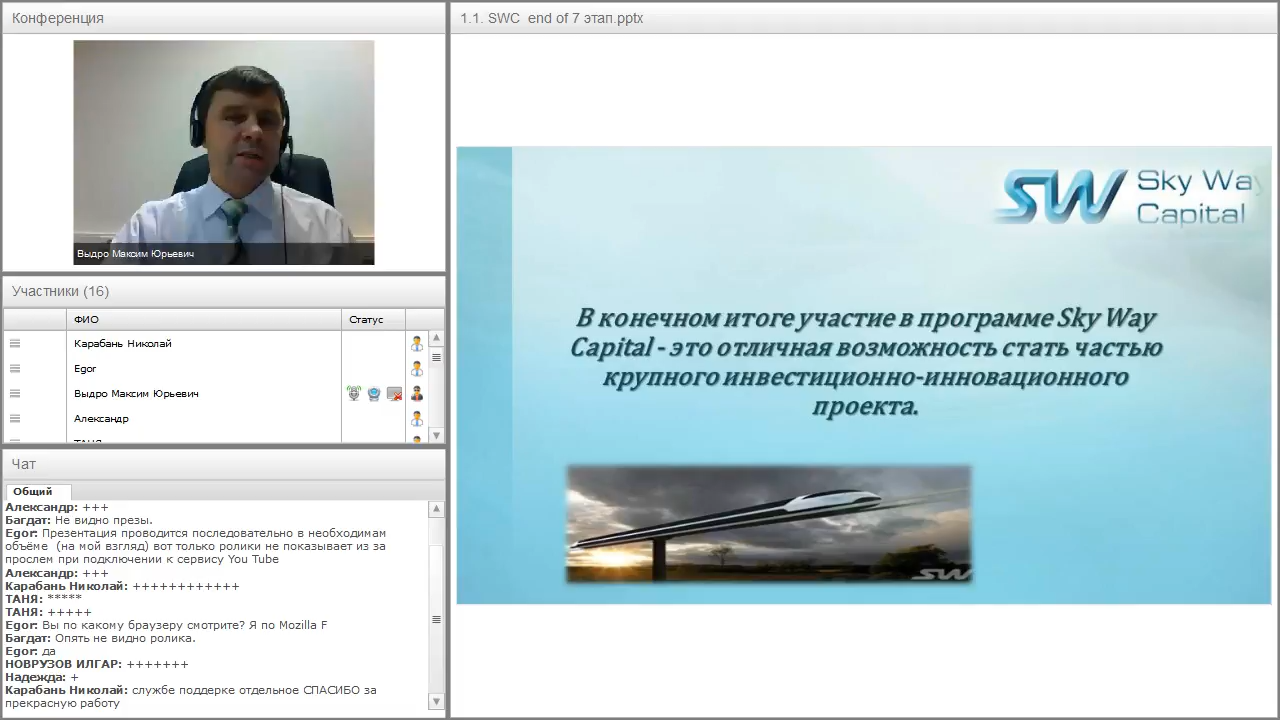 Конференция
Выдро Максим Юрьевич
Участники (16)
ФИО
Статус
Карабань Николай
Egor
Выдро Максим Юрьевич
Александр
ТАНЯ
Чат
Общий
Александр: +++
Багдат: Не видно презы.
Egor: Презентация проводится последовательно в необходимам
объёме (на мой взгляд) вот только ролики не показывает из за
прослем при подключении к сервису You Tube
Александр: +++
Карабань Николай: ++++++++++++
ТАНЯ: *****
ТАНЯ: +++++
Egor: Вы по какому браузеру смотрите? Я по Mozilla F
Багдат: Опять не видно ролика.
Egor: да
НОВРУЗОВ ИЛГАР: +++++++
Надежда: +
Карабань Николай: службе поддерке отдельное СПАСИБО за
прекрасную работу
1.1. SWC end of 7 этап.pptx
SW Sky Way
Capital
В конечном итоге участие в программе Sky Way
Capital - это отличная возможность стать частью
крупного инвестиционно-инновационного
проекта.
SW